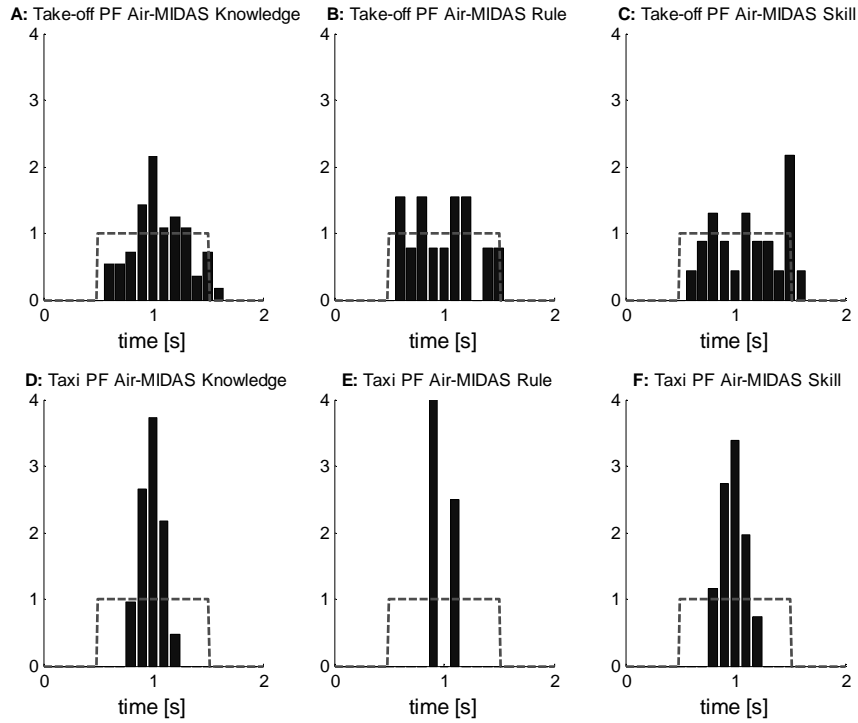 A: Take-off PF Air-MIDAS Knowledge
4
3
2
1
0
0 1 2
time [s]
B: Take-off PF Air-MIDAS Rule
4
3
2
1
0
0 1 2
time [s]
C: Take-off PF Air-MIDAS Skill
4
3
2
1
0
0 1 2
time [s]
D: Taxi PF Air-MIDAS Knowledge
4
3
2
1
0
0 1 2
time [s]
E: Taxi PF Air-MIDAS Rule
4
3
2
1
0
0 1 2
time [s]
F: Taxi PF Air-MIDAS Skill
4
3
2
1
0
0 1 2
time [s]